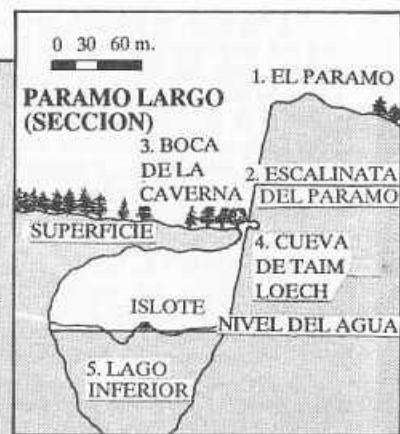 0 30 60 m.
1. EL PARAMO
PARAMO LARGO
(SECCION)
3. BOCA
DE LA
CAVERNA
2. ESCALINATA
DEL PARAMO
SUPERFICIE
4. CUEVA
DE TAIM
LOECH
ISLOTE
NIVEL DEL AGUA
5. LAGO
INFERIOR